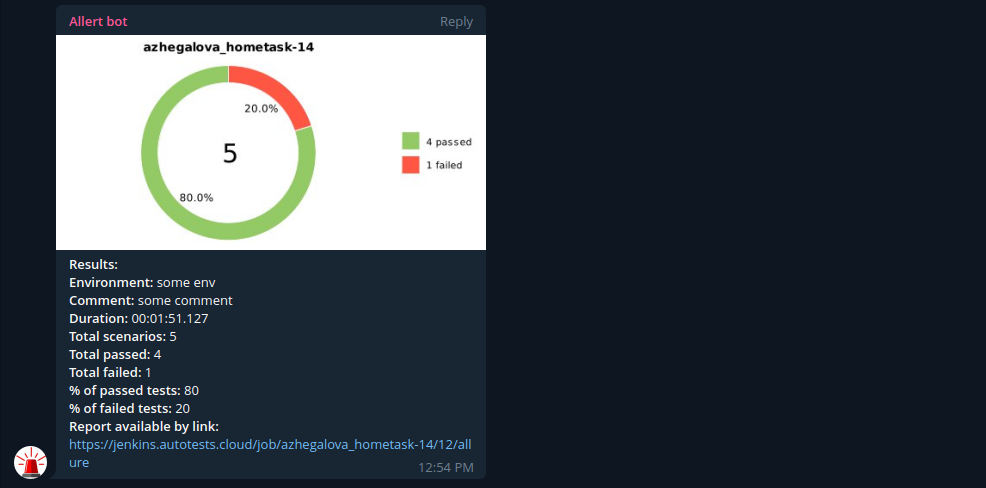 Allert bot
Reply
azhegalova_hometask-14
20.0%
5
80.0%
4 passed
1 failed
Results:
Environment: some env
Comment: some comment
Duration: 00:01:51.127
Total scenarios: 5
Total passed: 4
Total failed: 1
% of passed tests: 80
% of failed tests: 20
Report available by link:
https://jenkins.autotests.cloud/job/azhegalova_hometask-14/12/all
ure
12:54 PM